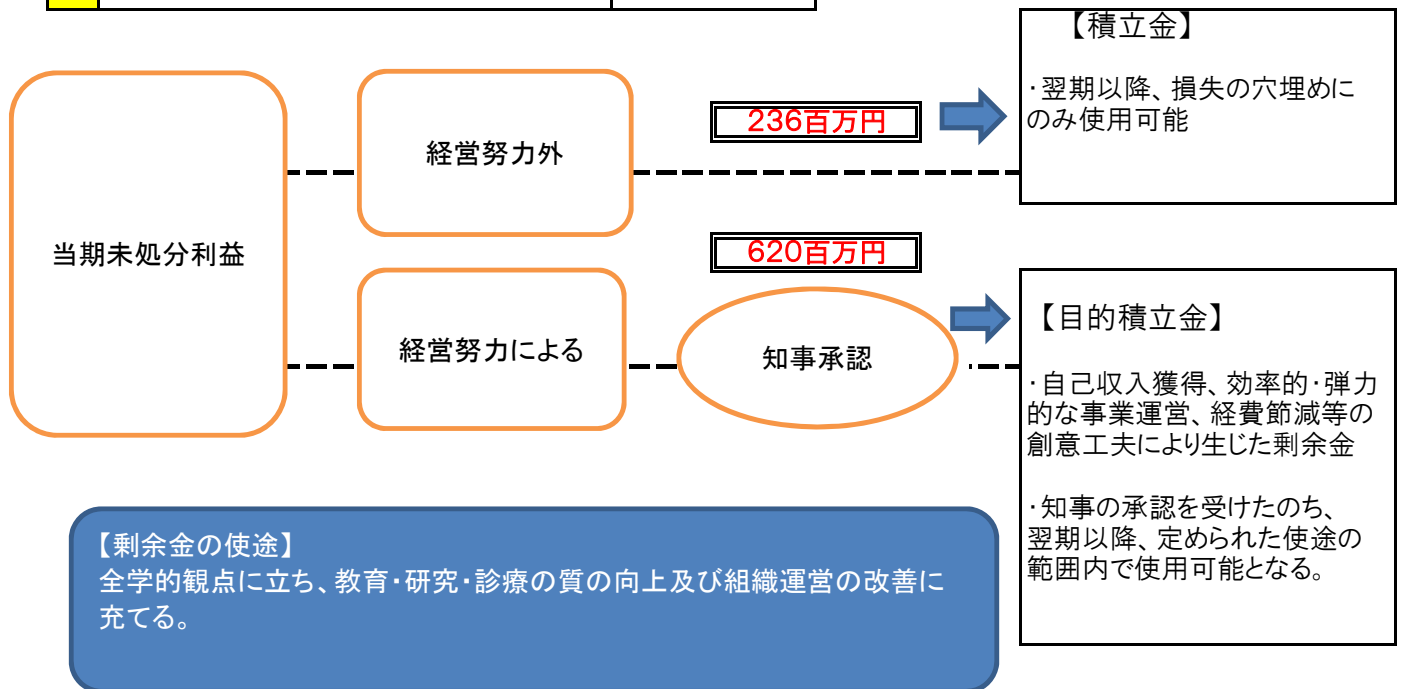 当期未処分利益
経営努力外
236百万円
【積立金】
・翌期以降、損失の穴埋めに
のみ使用可能
経営努力による
620百万円
知事承認
【目的積立金】
・自己収入獲得、効率的・弾力
的な事業運営、経費節減等の
創意工夫により生じた剰余金
・知事の承認を受けたのち、
翌期以降、定められた使途の
範囲内で使用可能となる。
【剰余金の使途】
全学的観点に立ち、教育・研究・診療の質の向上及び組織運営の改善に
充てる。